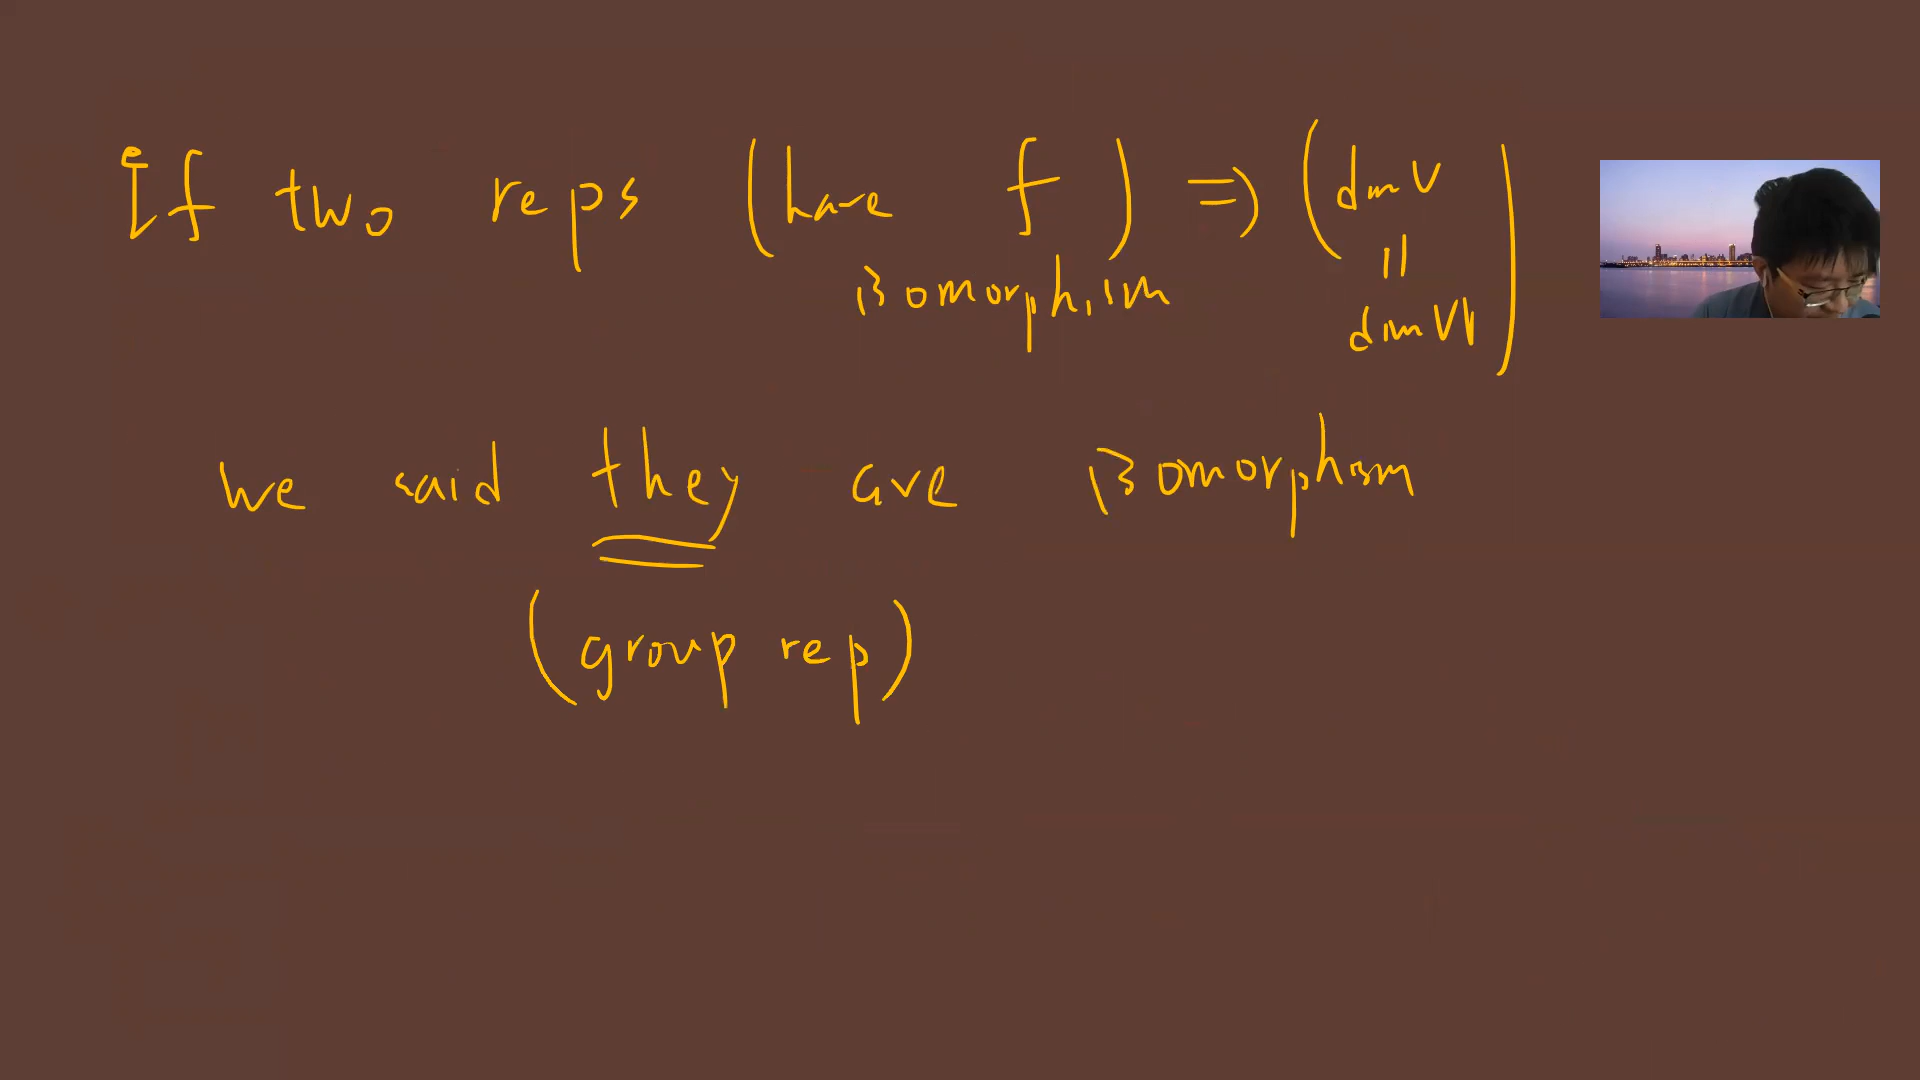 If two reps (have f) => (dim V
isomorphism
||
dim W)
we said they are isomorphism
(group rep)